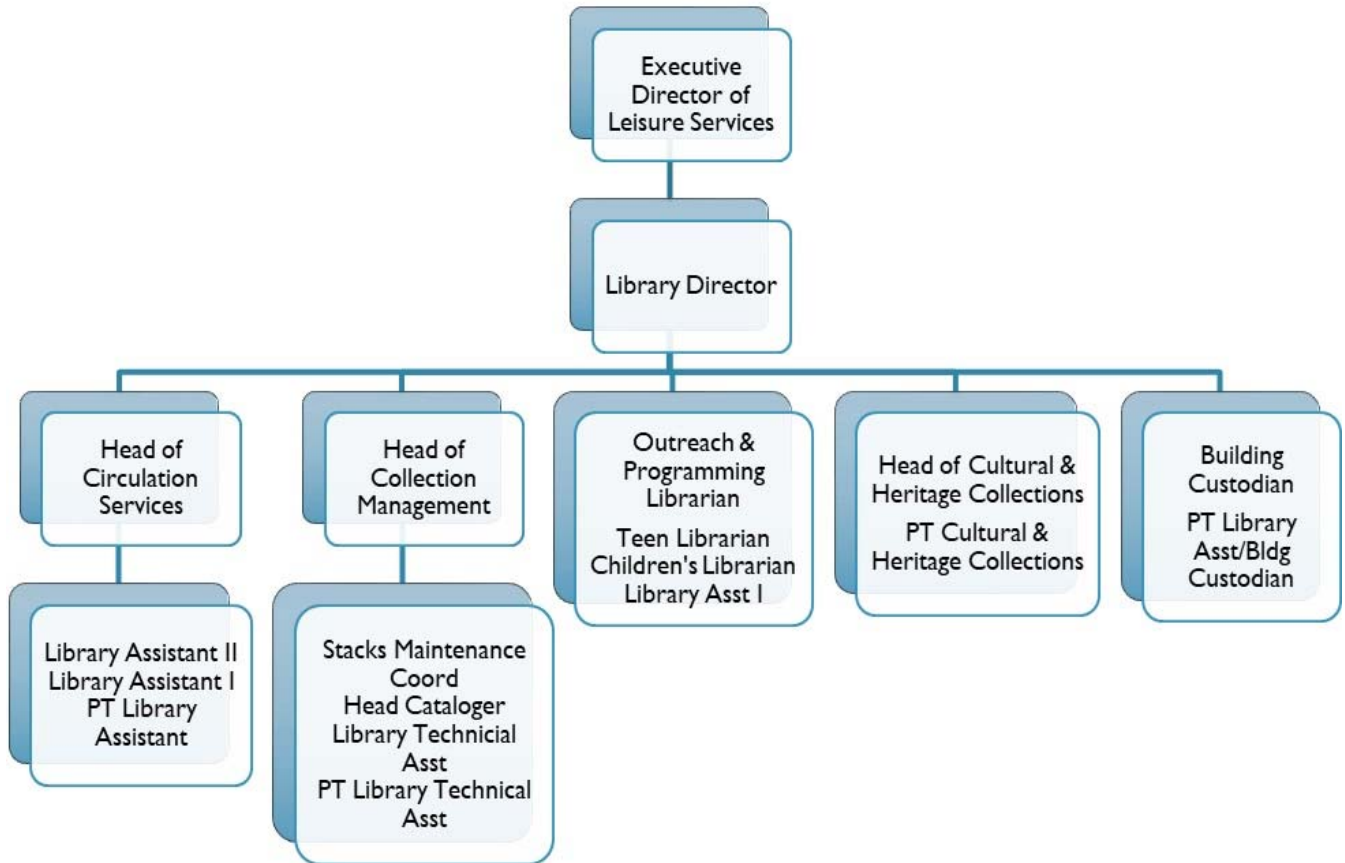 Executive
Director of
Leisure Services
Library Director
Head of
Circulation
Services
Head of
Collection
Management
Outreach &
Programming
Librarian
Teen Librarian
Children's Librarian
Library Asst I
Head of Cultural &
Heritage Collections
PT Cultural &
Heritage Collections
Building
Custodian
PT Library
Asst/Bldg
Custodian
Library Assistant II
Library Assistant I
PT Library
Assistant
Stacks Maintenance
Coord
Head Cataloger
Library Technicial
Asst
PT Library Technical
Asst